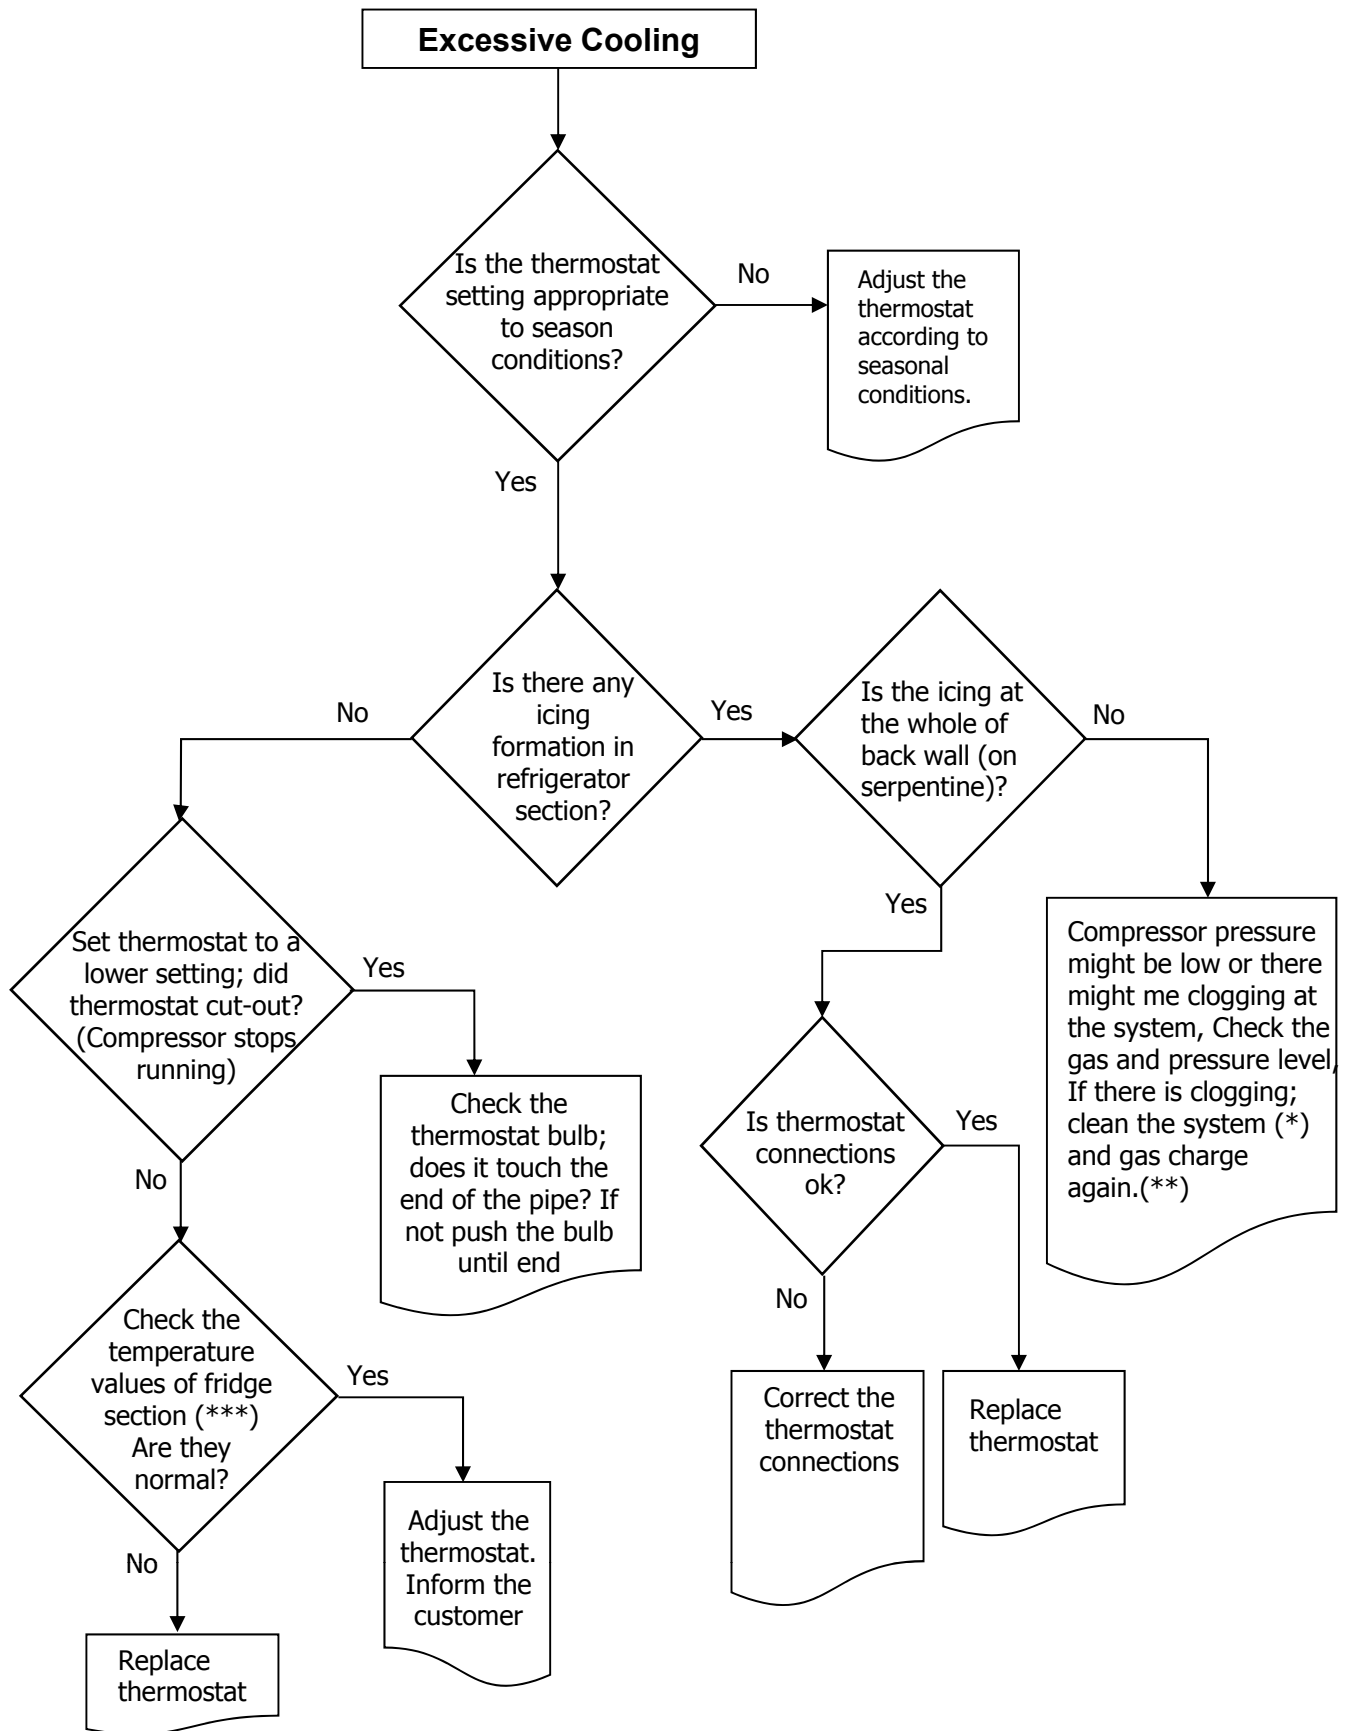 Excessive Cooling
Is the thermostat
setting appropriate
to season
conditions?
No
Adjust the
thermostat
according to
seasonal
conditions.
Yes
Is there any
icing
formation in
refrigerator
section?
No
Yes
Is the icing at
the whole of
back wall (on
serpentine)?
No
Yes
Set thermostat to a
lower setting; did
thermostat cut-out?
(Compressor stops
running)
Yes
No
Check the
thermostat bulb;
does it touch the
end of the pipe? If
not push the bulb
until end
Compressor pressure
might be low or there
might me clogging at
the system, Check the
gas and pressure level,
If there is clogging;
clean the system (*)
and gas charge
again.(**)
Is thermostat
connections
ok?
Yes
No
Check the
temperature
values of fridge
section (***)
Are they
normal?
Yes
No
Adjust the
thermostat.
Inform the
customer
Correct the
thermostat
connections
Replace
thermostat
Replace
thermostat